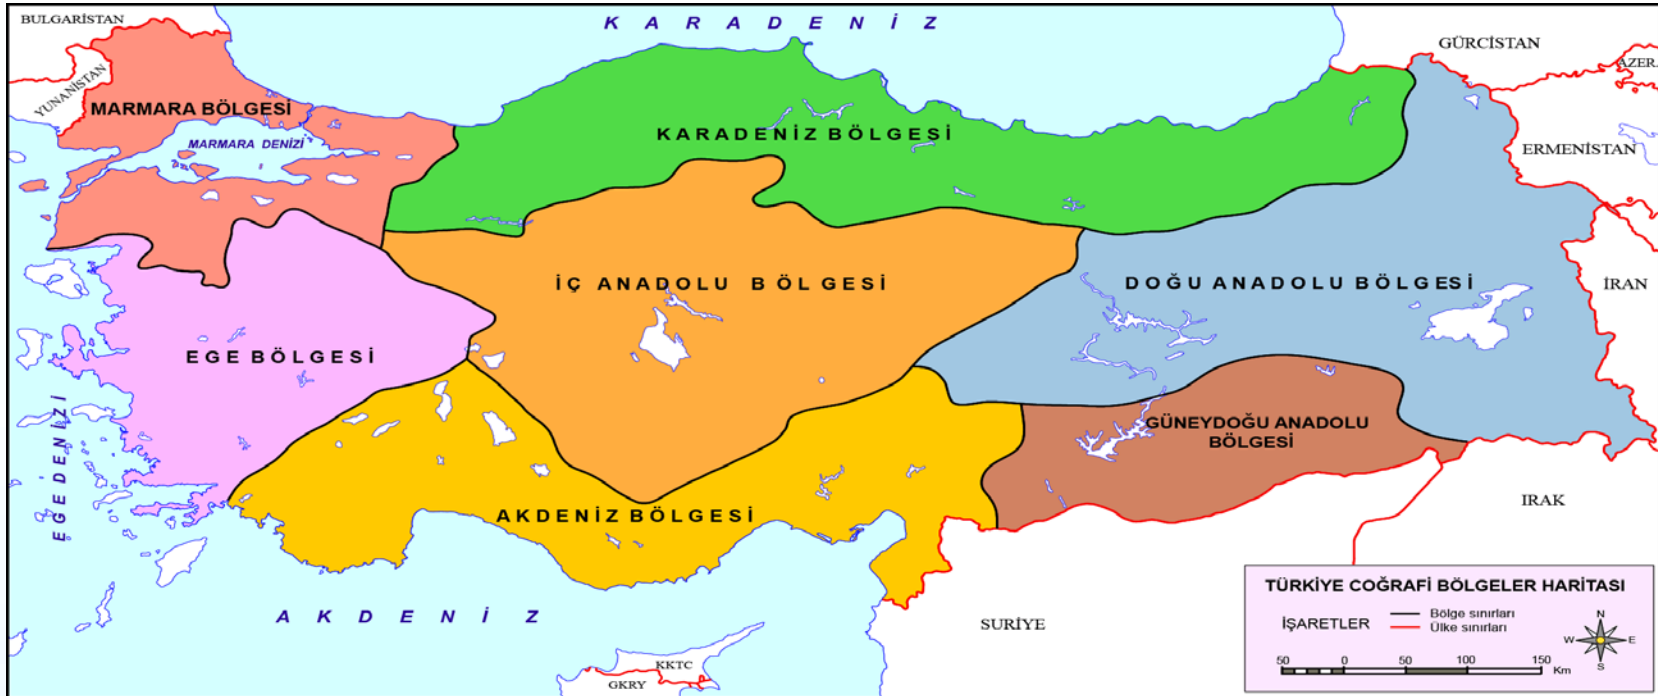 BULGARİSTAN
KARADENİZ
GÜRCİSTAN
AZER
YUNANİSTAN
MARMARA BÖLGESİ
KARADENİZ BÖLGESİ
MARMARA DENİZİ
ERMENİSTAN
İÇ ANADOLU BÖLGESİ
DOĞU ANADOLU BÖLGESİ
İRAN
EGE BÖLGESİ
EGE DENİZİ
GÜNEYDOĞU ANADOLU
BÖLGESİ
AKDENİZ BÖLGESİ
IRAK
AKDENİZ
SURİYE
KKTC
GKRY
TÜRKİYE COĞRAFİ BÖLGELER HARİTASI
İŞARETLER
Bölge sınırları
Ülke sınırları
N
W
E
S
50 0 50 100 150
Km